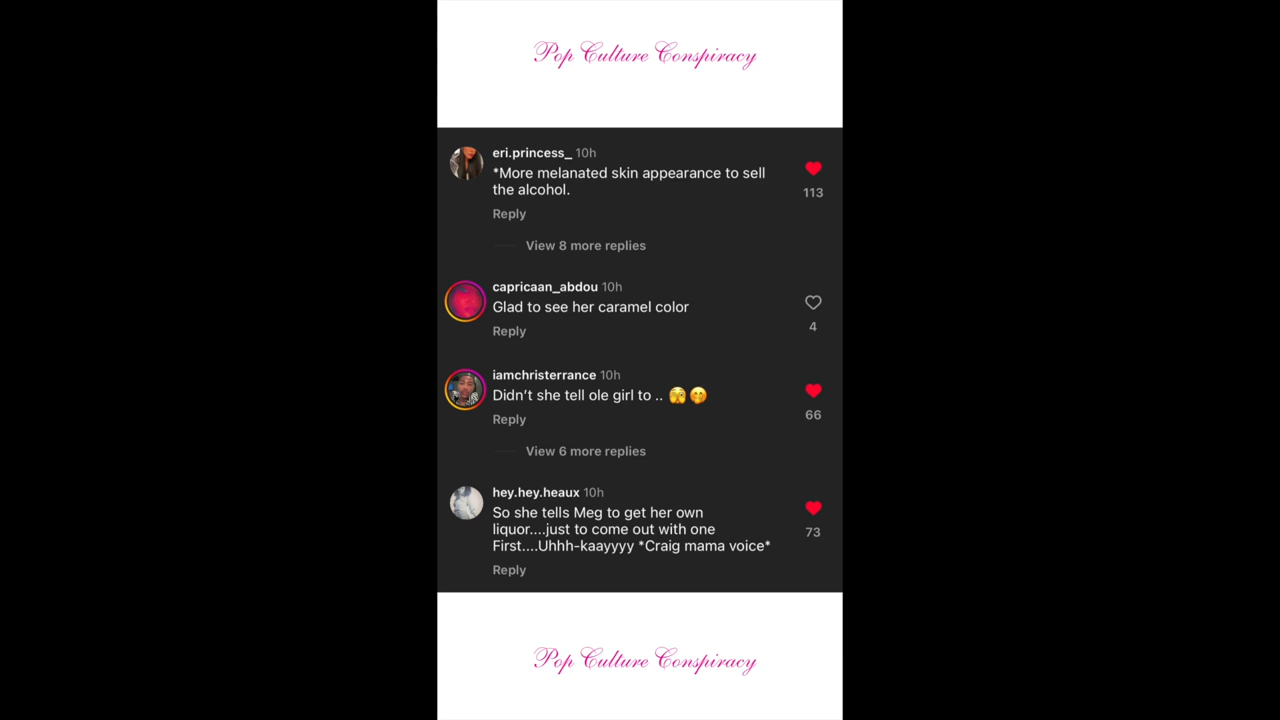 Pop Culture Conspiracy
eri.princess_ 10h
*More melanated skin appearance to sell
the alcohol.
113
Reply
View 8 more replies
capricaan_abdou 10h
Glad to see her caramel color
4
Reply
iamchristerrance 10h
Didn't she tell ole girl to .. 🫣🤭
66
Reply
View 6 more replies
hey.hey.heaux 10h
So she tells Meg to get her own
liquor....just to come out with one
First....Uhhh-kaayyyy *Craig mama voice*
73
Reply
Pop Culture Conspiracy